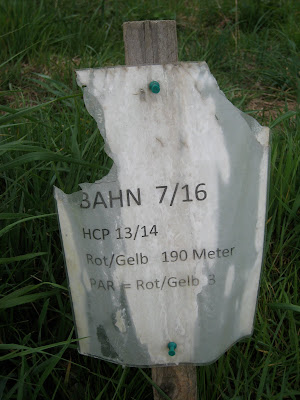 BAHN 7/16
HCP 13/14
Rot/Gelb 190 Meter
PAR = Rot/Gelb 3